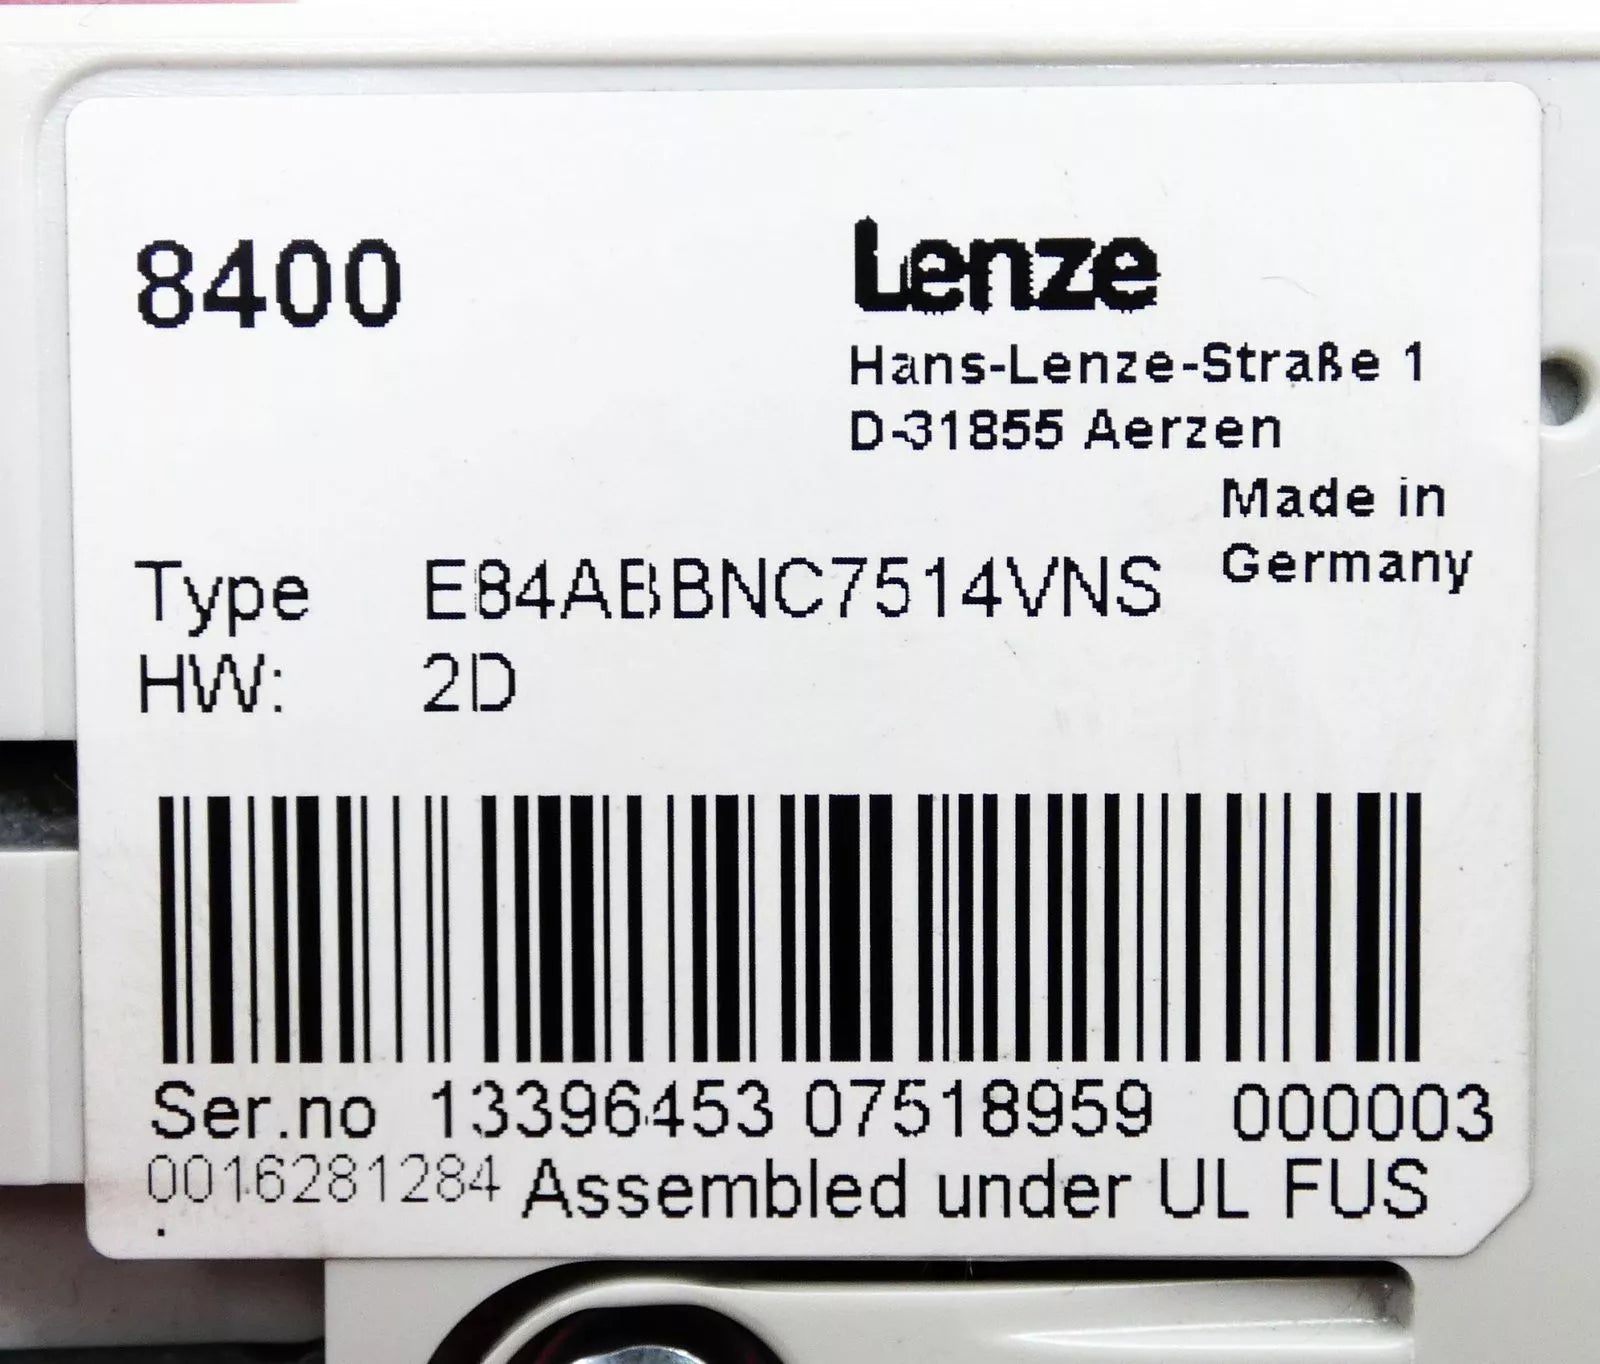 8400
Lenze
Hans-Lenze-Straße 1
D-31855 Aerzen
Made in
Germany
Type E84ABBNC7514VNS
HW: 2D
Ser.no 13396453 07518959 000003
0016281284 Assembled under UL FUS
.